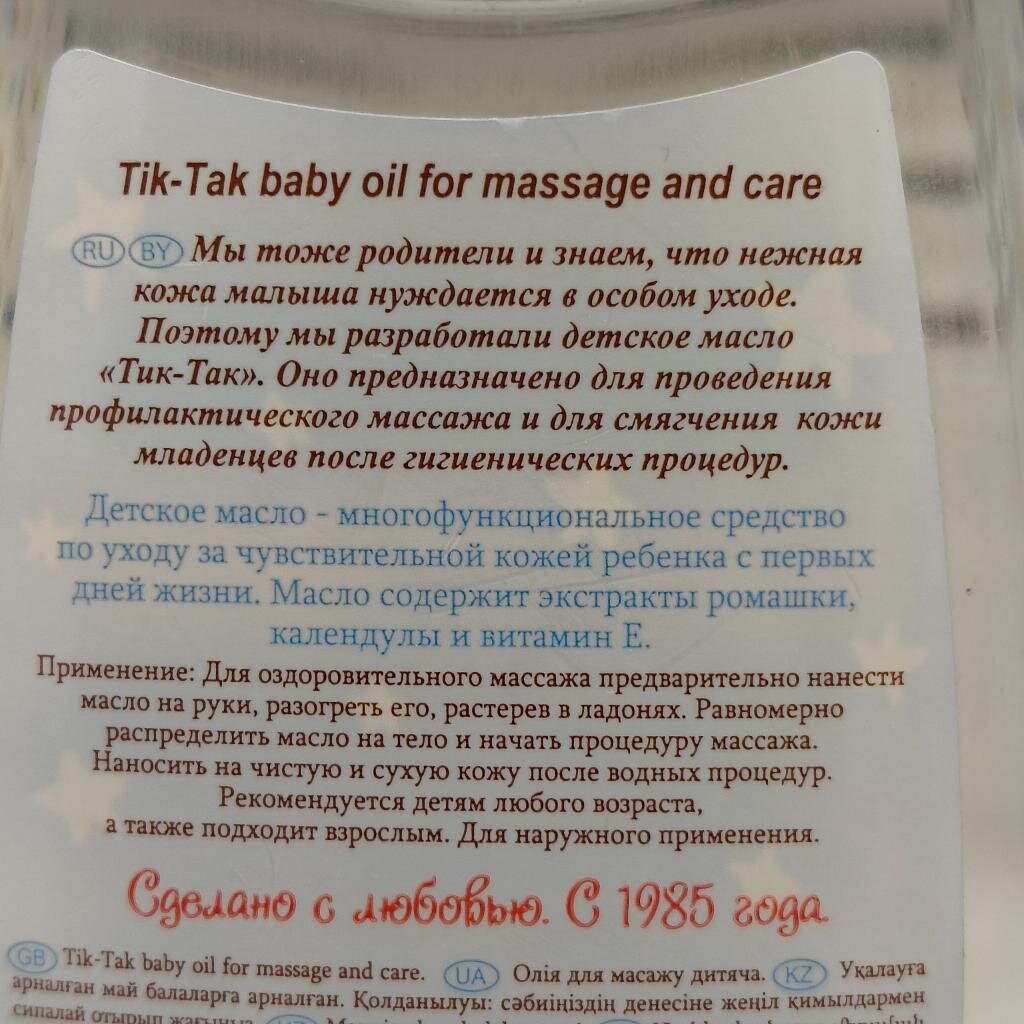 Tik-Tak baby oil for massage and care
RU BY Мы тоже родители и знаем, что нежная
кожа малыша нуждается в особом уходе.
Поэтому мы разработали детское масло
«Тик-Так». Оно предназначено для проведения
профилактического массажа и для смягчения кожи
младенцев после гигиенических процедур.
Детское масло - многофункциональное средство
по уходу за чувствительной кожей ребенка с первых
дней жизни. Масло содержит экстракты ромашки,
календулы и витамин Е.
Применение: Для оздоровительного массажа предварительно нанести
масло на руки, разогреть его, растерев в ладонях. Равномерно
распределить масло на тело и начать процедуру массажа.
Наносить на чистую и сухую кожу после водных процедур.
Рекомендуется детям любого возраста,
а также подходит взрослым. Для наружного применения.
Сделано с любовью. С 1985 года.
GB Tik-Tak baby oil for massage and care. UA Олія для масажу дитяча. KZ Уқалауға
арналған май балаларға арналған. Қолданылуы: сәбиіңіздің денесіне жеңіл қимылдармен
сипалай отырып